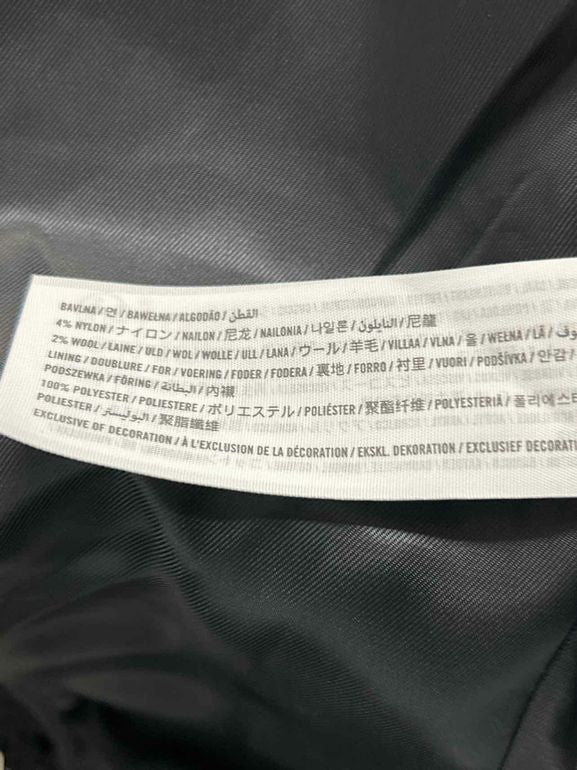 BAVLNA / 면 / BAWEŁNA / ALGODÃO / القطن
4% NYLON / ナイロン / NAILON / 尼龙 / NAILONIA / 나일론 / النايلون / 尼龍
2% WOOL / LAINE / ULD / WOL / WOLLE / ULL / LANA / ウール / 羊毛 / VILLAA / VLNA / 울 / WEŁNA / LÃ /
LINING / DOUBLURE / FOR / VOERING / FODER / FODERA / 裏地 / FORRO / 衬里 / VUORI / PODŠÍVKA / 안감 /
PODSZEWKA / FÖRING / البطانة / 內襯
100% POLYESTER / POLIESTERE / ポリエステル / POLIÉSTER / 聚酯纤维 / POLYESTERIÄ / 폴리에스
POLIESTER / البوليستر / 聚脂纖維
EXCLUSIVE OF DECORATION / À L'EXCLUSION DE LA DÉCORATION / EKSKL. DEKORATION / EXCLUSIEF DECORATI